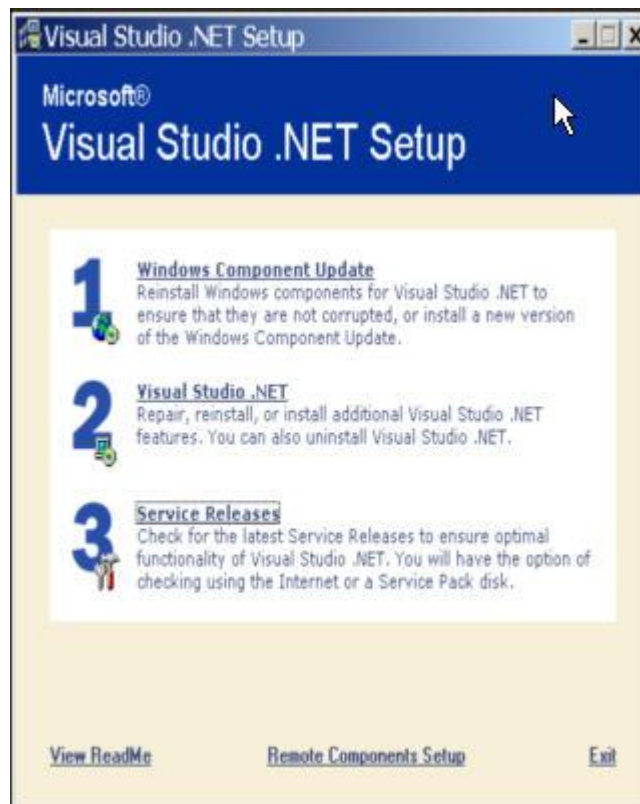 Visual Studio .NET Setup
Microsoft®
Visual Studio .NET Setup
1
Windows Component Update
Reinstall Windows components for Visual Studio .NET to
ensure that they are not corrupted, or install a new version
of the Windows Component Update.
2
Visual Studio .NET
Repair, reinstall, or install additional Visual Studio .NET
features. You can also uninstall Visual Studio .NET.
3
Service Releases
Check for the latest Service Releases to ensure optimal
functionality of Visual Studio .NET. You will have the option of
checking using the Internet or a Service Pack disk.
View ReadMe Remote Components Setup Exit